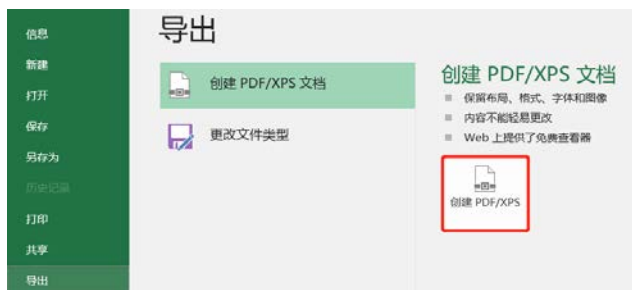 信息
新建
打开
保存
另存为
历史记录
打印
共享
导出
导出
创建 PDF/XPS 文档
更改文件类型
创建 PDF/XPS 文档
保留布局、格式、字体和图像
内容不能轻易更改
Web 上提供了免费查看器
创建 PDF/XPS